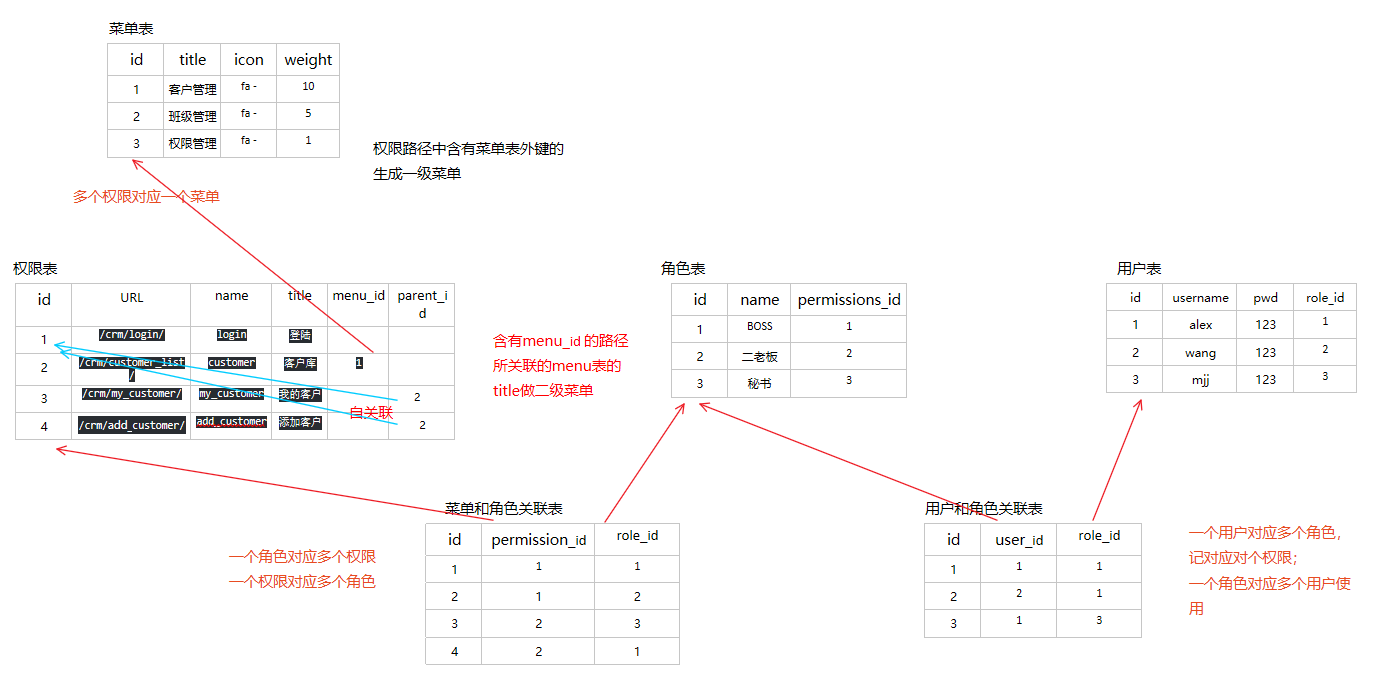 菜单表
id title icon weight
1 客户管理 fa - 10
2 班级管理 fa - 5
3 权限管理 fa - 1
权限路径中含有菜单表外键的
生成一级菜单
多个权限对应一个菜单
权限表
id URL name title menu_id parent_i
d
1 /crm/login/ login 登陆
2 /crm/customer_list
/ customer 客户库 1
3 /crm/my_customer/ my_customer 我的客户 2
4 /crm/add_customer/ add_customer 添加客户 2
自关联
含有menu_id 的路径
所关联的menu表的
title做二级菜单
角色表
id name permissions_id
1 BOSS 1
2 二老板 2
3 秘书 3
用户表
id username pwd role_id
1 alex 123 1
2 wang 123 2
3 mjj 123 3
菜单和角色关联表
id permission_id role_id
1 1 1
2 1 2
3 2 3
4 2 1
一个角色对应多个权限
一个权限对应多个角色
用户和角色关联表
id user_id role_id
1 1 1
2 2 1
3 1 3
一个用户对应多个角色,
记对应对个权限;
一个角色对应多个用户使
用